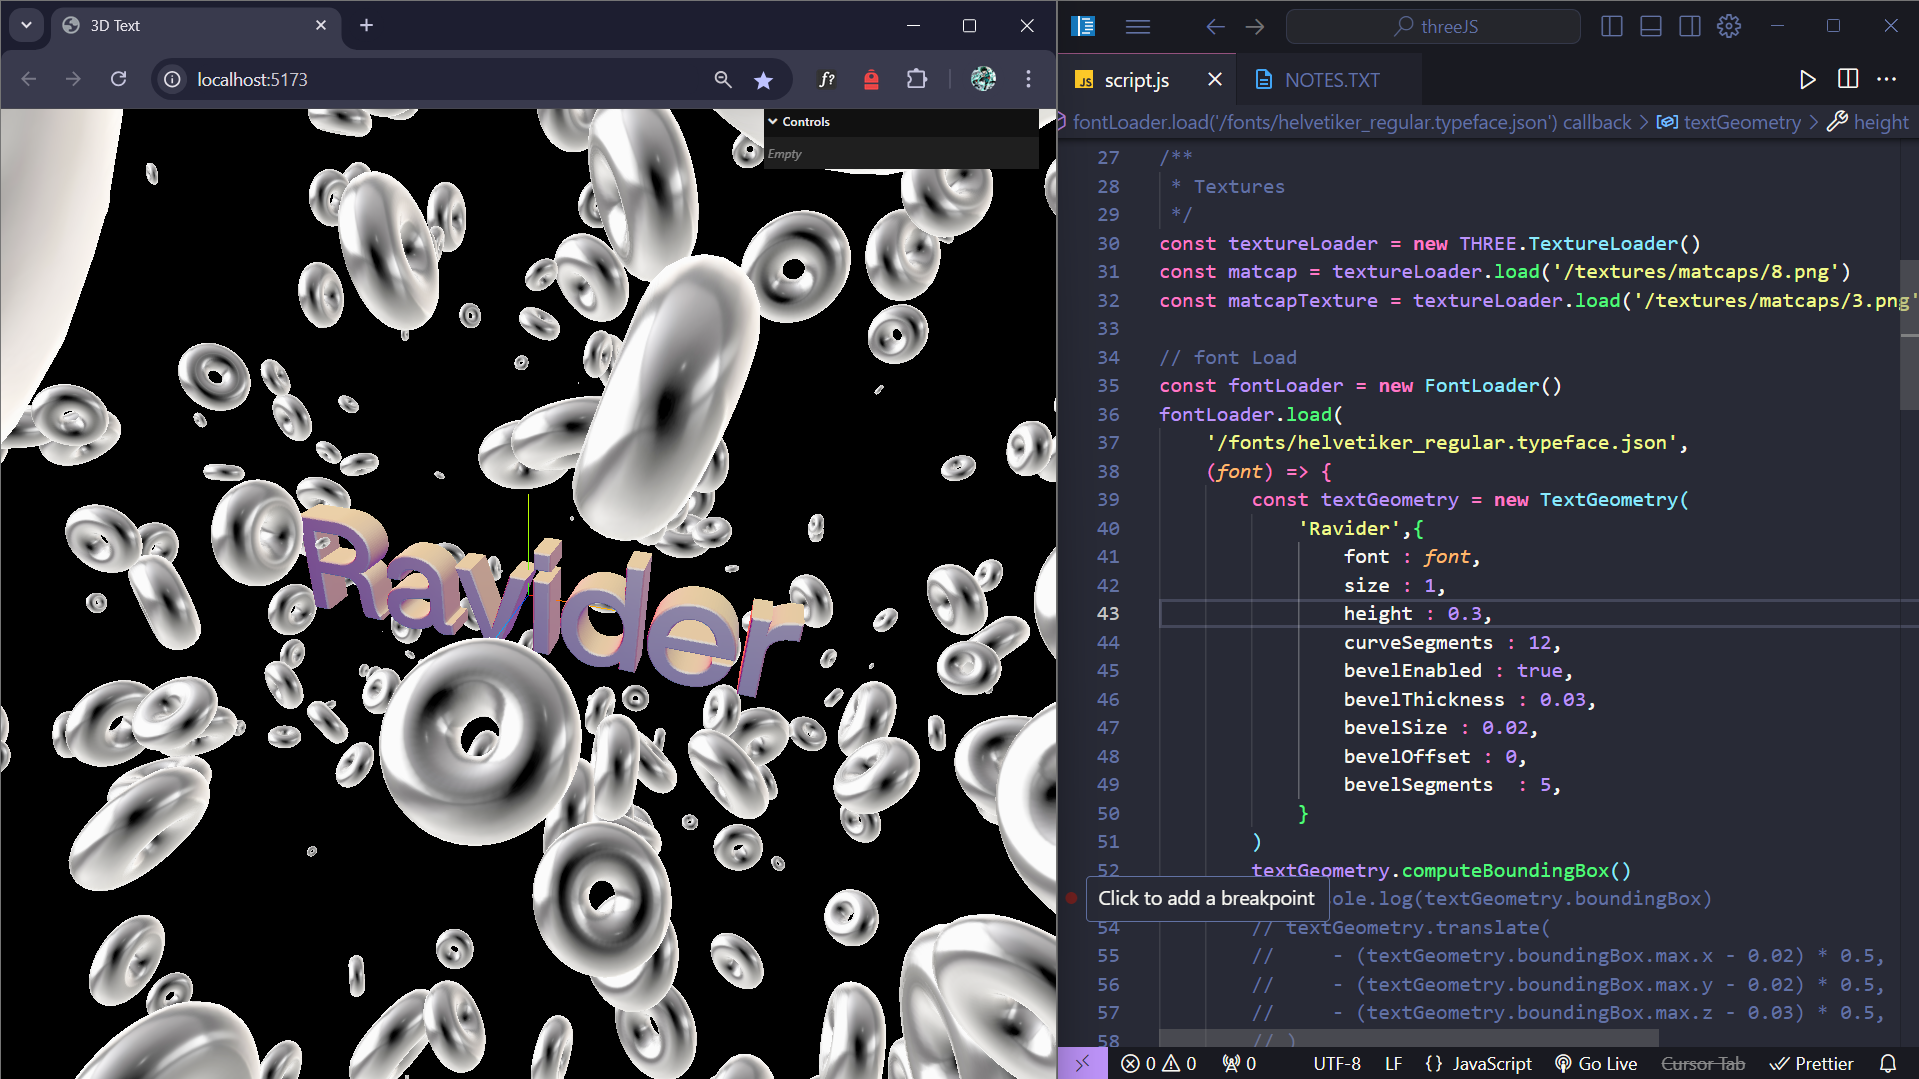 3D Text
localhost:5173
f?
Controls
Empty
Ravider
threeJS
JS script.js
NOTES.TXT
fontLoader.load('/fonts/helvetiker_regular.typeface.json') callback > textGeometry > height
27 /**
28 * Textures
29 */
30 const textureLoader = new THREE.TextureLoader()
31 const matcap = textureLoader.load('/textures/matcaps/8.png')
32 const matcapTexture = textureLoader.load('/textures/matcaps/3.png'
33
34 // font Load
35 const fontLoader = new FontLoader()
36 fontLoader.load(
37 '/fonts/helvetiker_regular.typeface.json',
38 (font) => {
39 const textGeometry = new TextGeometry(
40 'Ravider',{
41 font : font,
42 size : 1,
43 height : 0.3,
44 curveSegments : 12,
45 bevelEnabled : true,
46 bevelThickness : 0.03,
47 bevelSize : 0.02,
48 bevelOffset : 0,
49 bevelSegments  : 5,
50 }
51 )
52 textGeometry.computeBoundingBox()
Click to add a breakpoint
ole.log(textGeometry.boundingBox)
54 // textGeometry.translate(
55 //     - (textGeometry.boundingBox.max.x - 0.02) * 0.5,
56 //     - (textGeometry.boundingBox.max.y - 0.02) * 0.5,
57 //     - (textGeometry.boundingBox.max.z - 0.03) * 0.5,
58 // )
0 0 0 UTF-8 LF {} JavaScript Go Live Cursor Tab Prettier